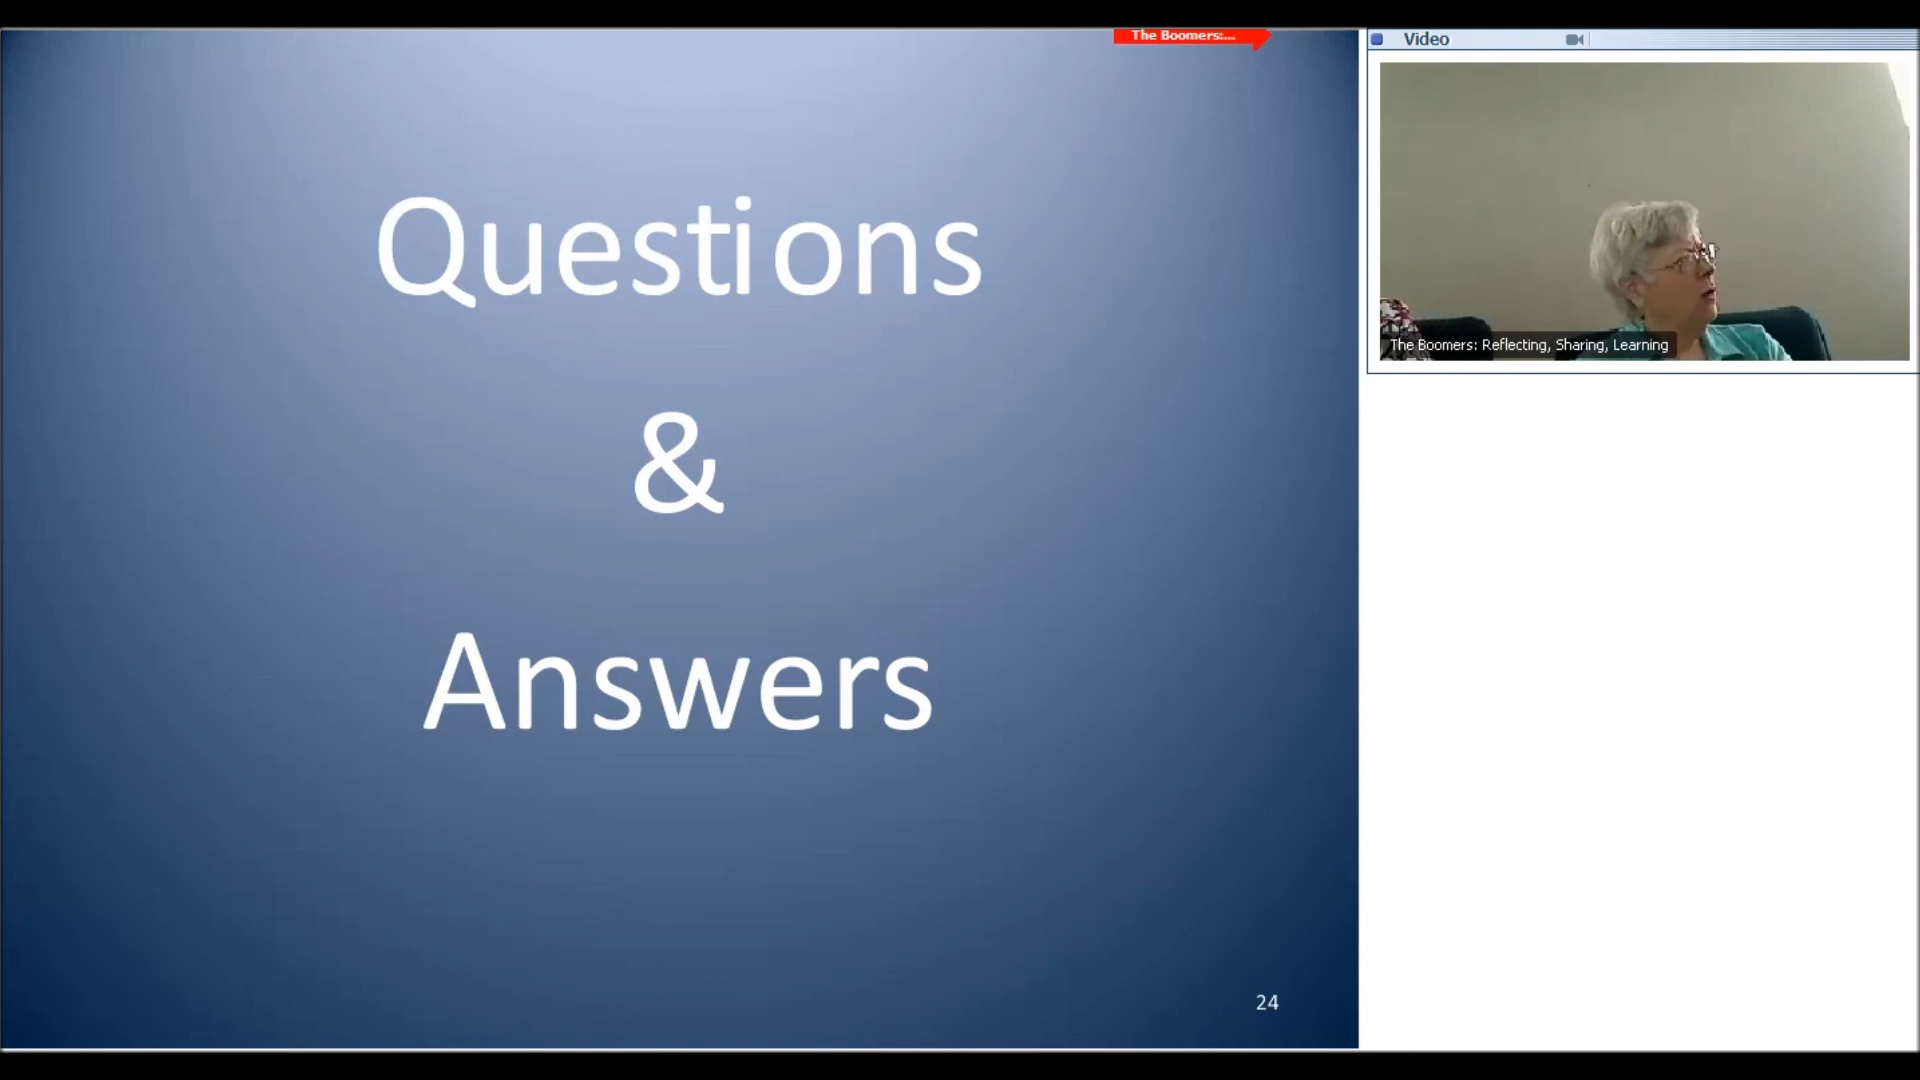 The Boomers:...
Video
Questions
&
Answers
The Boomers: Reflecting, Sharing, Learning
24